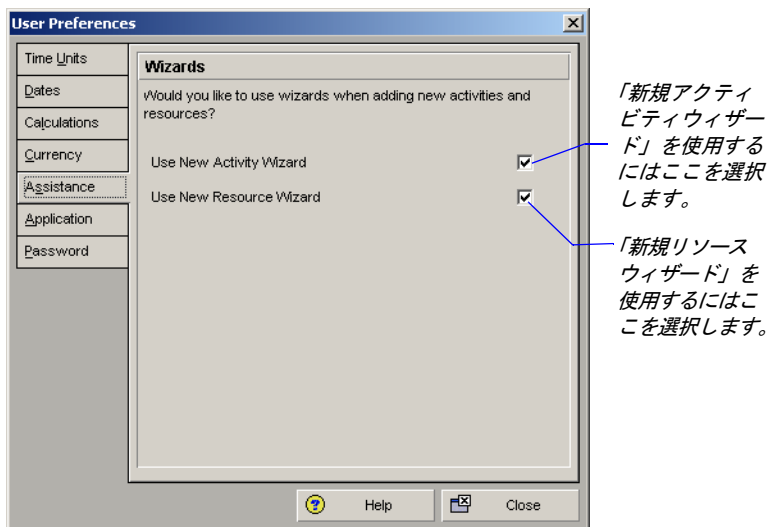 User Preferences
Time Units
Dates
Calculations
Currency
Assistance
Application
Password
Wizards
Would you like to use wizards when adding new activities and
resources?
Use New Activity Wizard
Use New Resource Wizard
Help
Close
「新規アクティ
ビティウィザー
ド」を使用する
にはここを選択
します。
「新規リソース
ウィザード」を
使用するにはこ
こを選択します。